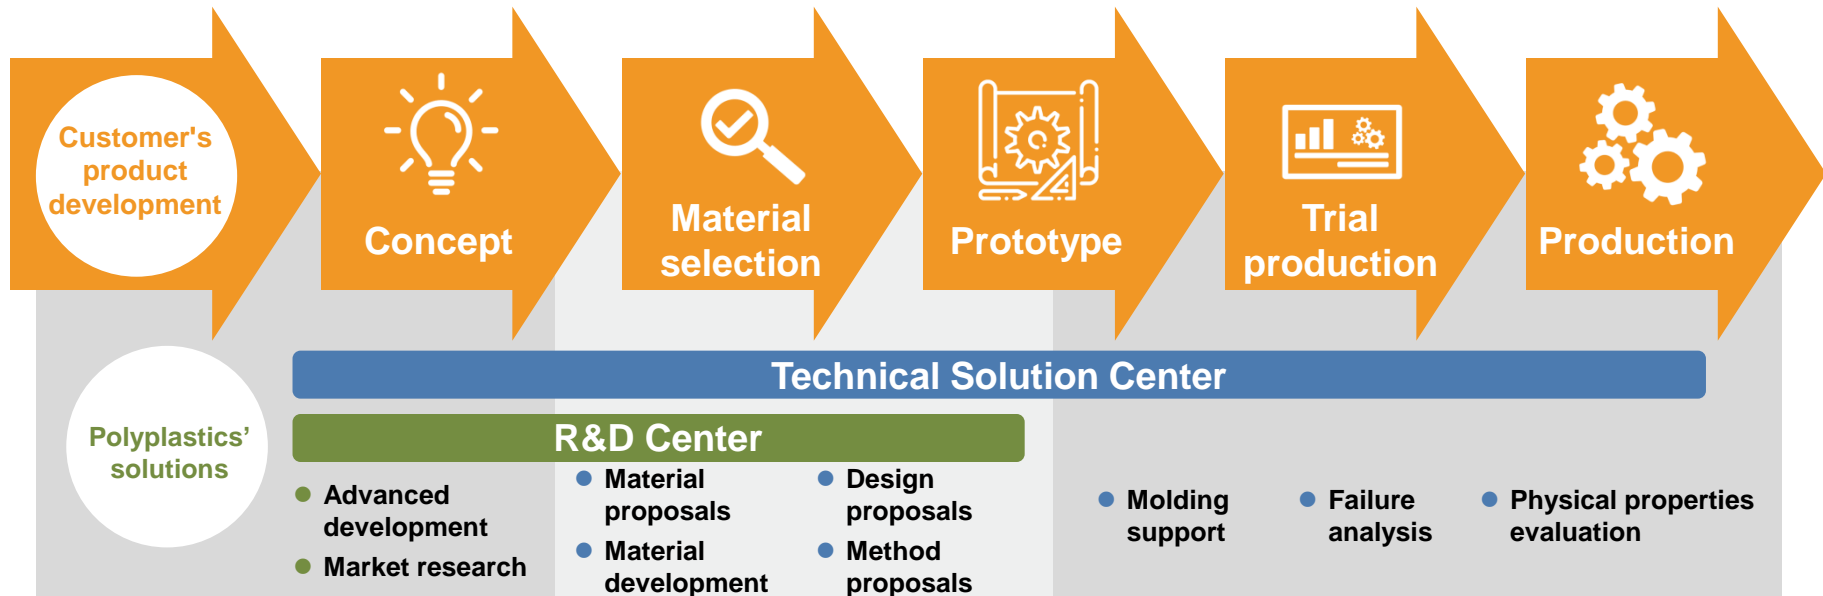 Customer's
product
development
Concept
Material
selection
Prototype
Trial
production
Production
Technical Solution Center
Polyplastics’
solutions
R&D Center
Advanced
development
Market research
Material
proposals
Material
development
Design
proposals
Method
proposals
Molding
support
Failure
analysis
Physical properties
evaluation